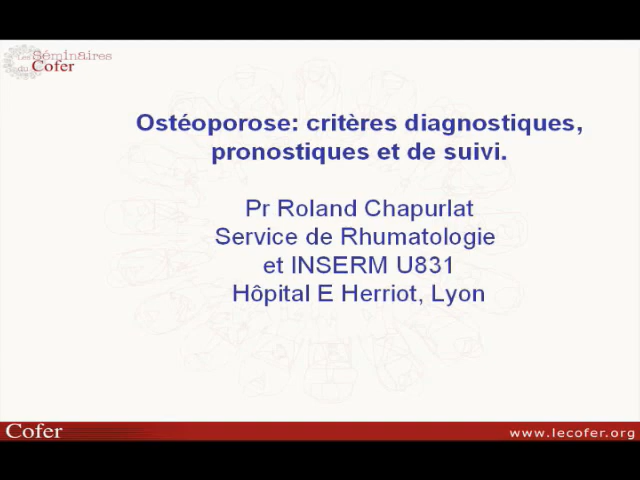 Les Séminaires
du Cofer
Ostéoporose: critères diagnostiques,
pronostiques et de suivi.
Pr Roland Chapurlat
Service de Rhumatologie
et INSERM U831
Hôpital E Herriot, Lyon
Cofer
www.lecofer.org